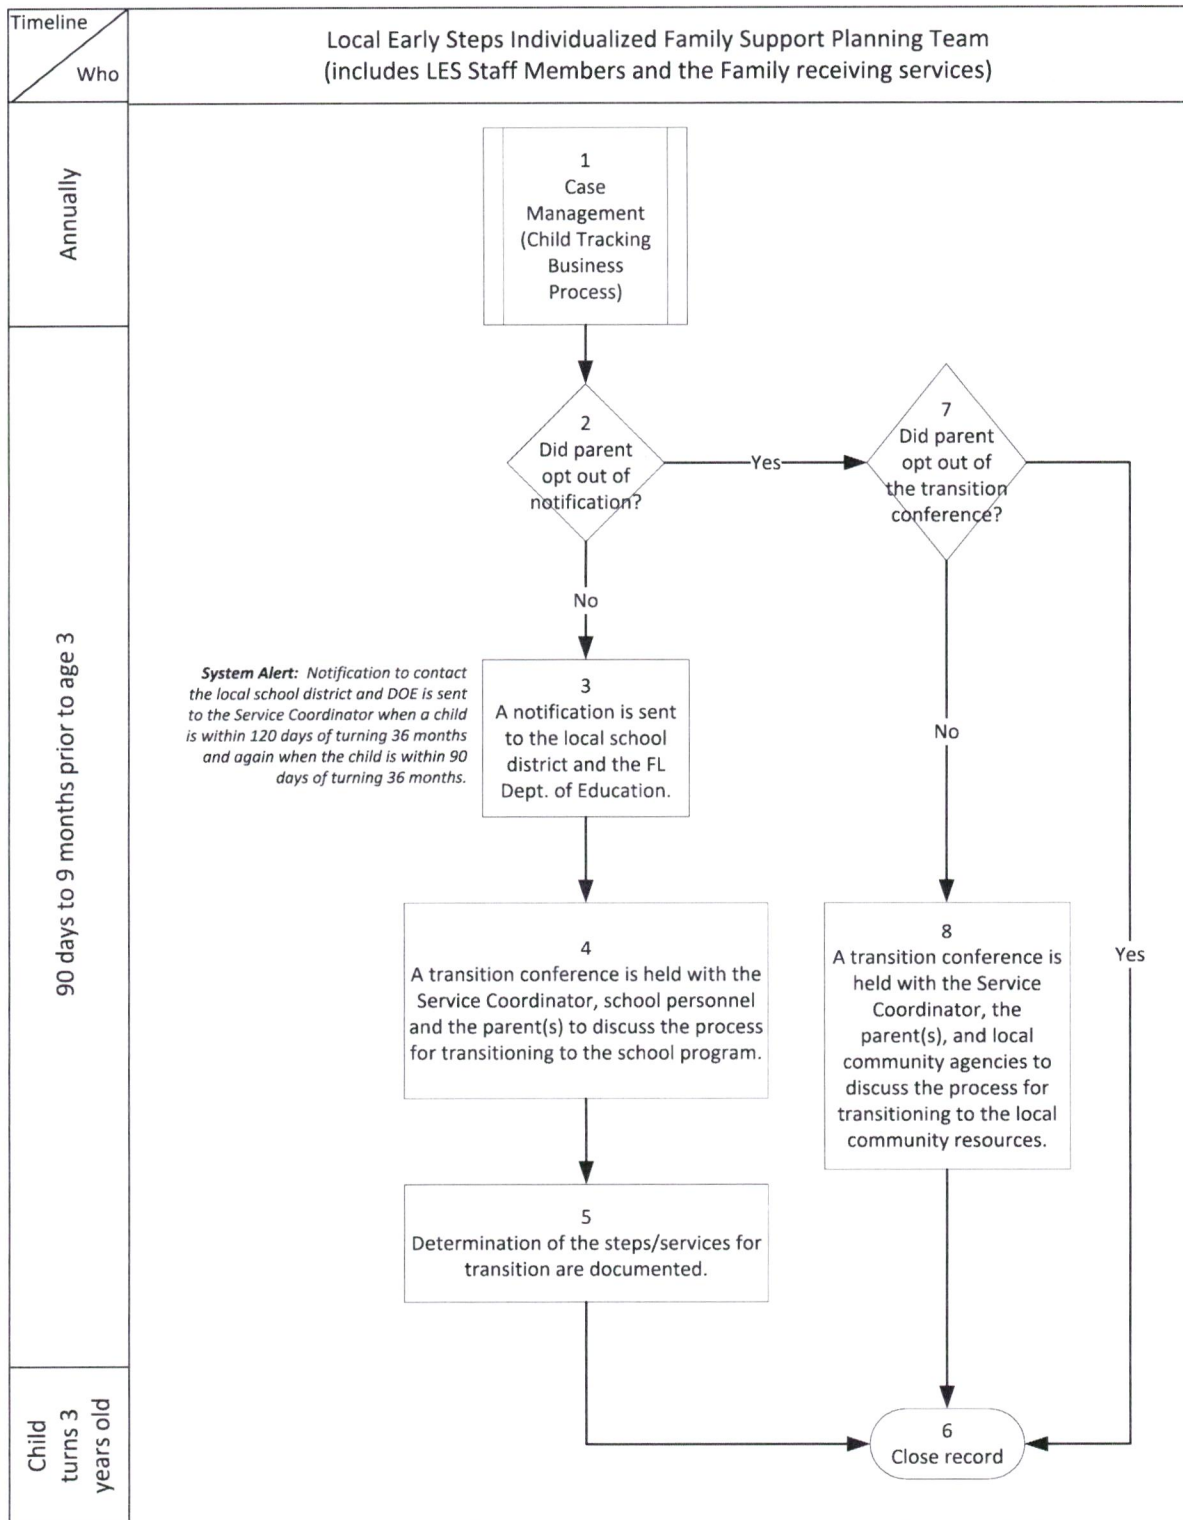 Timeline
Who
Local Early Steps Individualized Family Support Planning Team
(includes LES Staff Members and the Family receiving services)
Annually
1
Case
Management
(Child Tracking
Business
Process)
90 days to 9 months prior to age 3
2
Did parent
opt out of
notification?
Yes
7
Did parent
opt out of
the transition
conference?
No
System Alert: Notification to contact
the local school district and DOE is sent
to the Service Coordinator when a child
is within 120 days of turning 36 months
and again when the child is within 90
days of turning 36 months.
3
A notification is sent
to the local school
district and the FL
Dept. of Education.
No
4
A transition conference is held with the
Service Coordinator, school personnel
and the parent(s) to discuss the process
for transitioning to the school program.
8
A transition conference is
held with the Service
Coordinator, the
parent(s), and local
community agencies to
discuss the process for
transitioning to the local
community resources.
Yes
5
Determination of the steps/services for
transition are documented.
Child
turns 3
years old
6
Close record